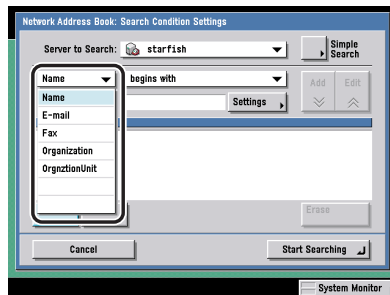 Network Address Book: Search Condition Settings
Server to Search: starfish
Simple Search
Name begins with
Add Edit
Name
Settings
E-mail
Fax
Organization
OrgnztionUnit
Erase
Cancel
Start Searching
System Monitor